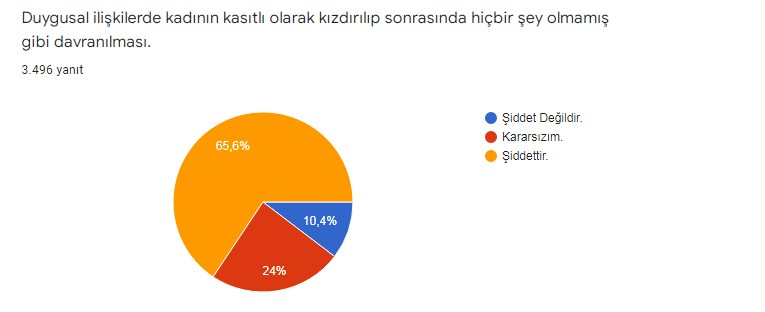 Duygusal ilişkilerde kadının kasıtlı olarak kızdırılıp sonrasında hiçbir şey olmamış
gibi davranılması.
3.496 yanıt
Şiddet Değildir.
Kararsızım.
Şiddettir.
65,6%
10,4%
24%